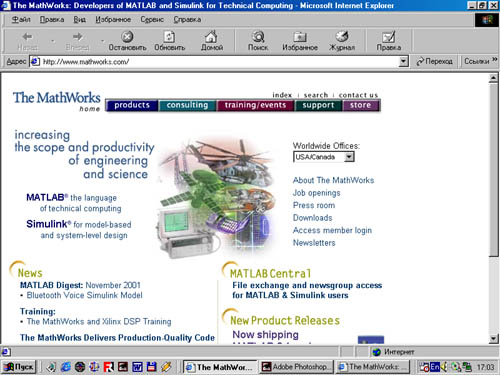 The MathWorks: Developers of MATLAB and Simulink for Technical Computing - Microsoft Internet Explorer
Файл Правка Вид Избранное Сервис Справка
Назад Вперед Остановить Обновить Домой Поиск Избранное Журнал Правка
Адрес http://www.mathworks.com/ Переход Ссылки »
index | search | contact us
The MathWorks
home
products consulting training/events support store
increasing
the scope and productivity
of engineering
and science
MATLAB® the language
of technical computing
Simulink® for model-based
and system-level design
Worldwide Offices:
USA/Canada
About The MathWorks
Job openings
Press room
Downloads
Access member login
Newsletters
News
MATLAB Digest: November 2001
• Bluetooth Voice Simulink Model
Training:
• The MathWorks and Xilinx DSP Training
The MathWorks Delivers Production-Quality Code
MATLAB Central
File exchange and newsgroup access
for MATLAB & Simulink users
New Product Releases
Now shipping
Интернет
Пуск The MathWor... Adobe Photoshop... The MathWorks: ... En 17:03